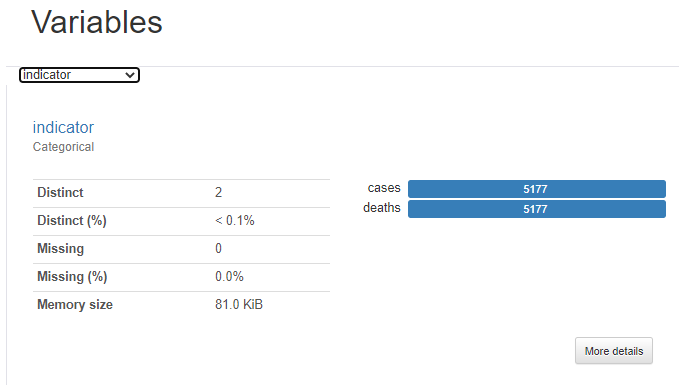 Variables
indicator
indicator
Categorical
Distinct 2
Distinct (%) < 0.1%
Missing 0
Missing (%) 0.0%
Memory size 81.0 KiB
cases 5177
deaths 5177
More details